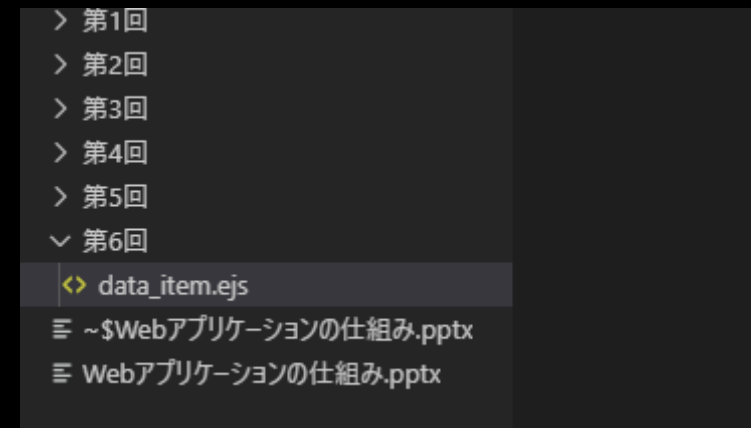 第1回
第2回
第3回
第4回
第5回
第6回
data_item.ejs
~$Webアプリケーションの仕組み.pptx
Webアプリケーションの仕組み.pptx